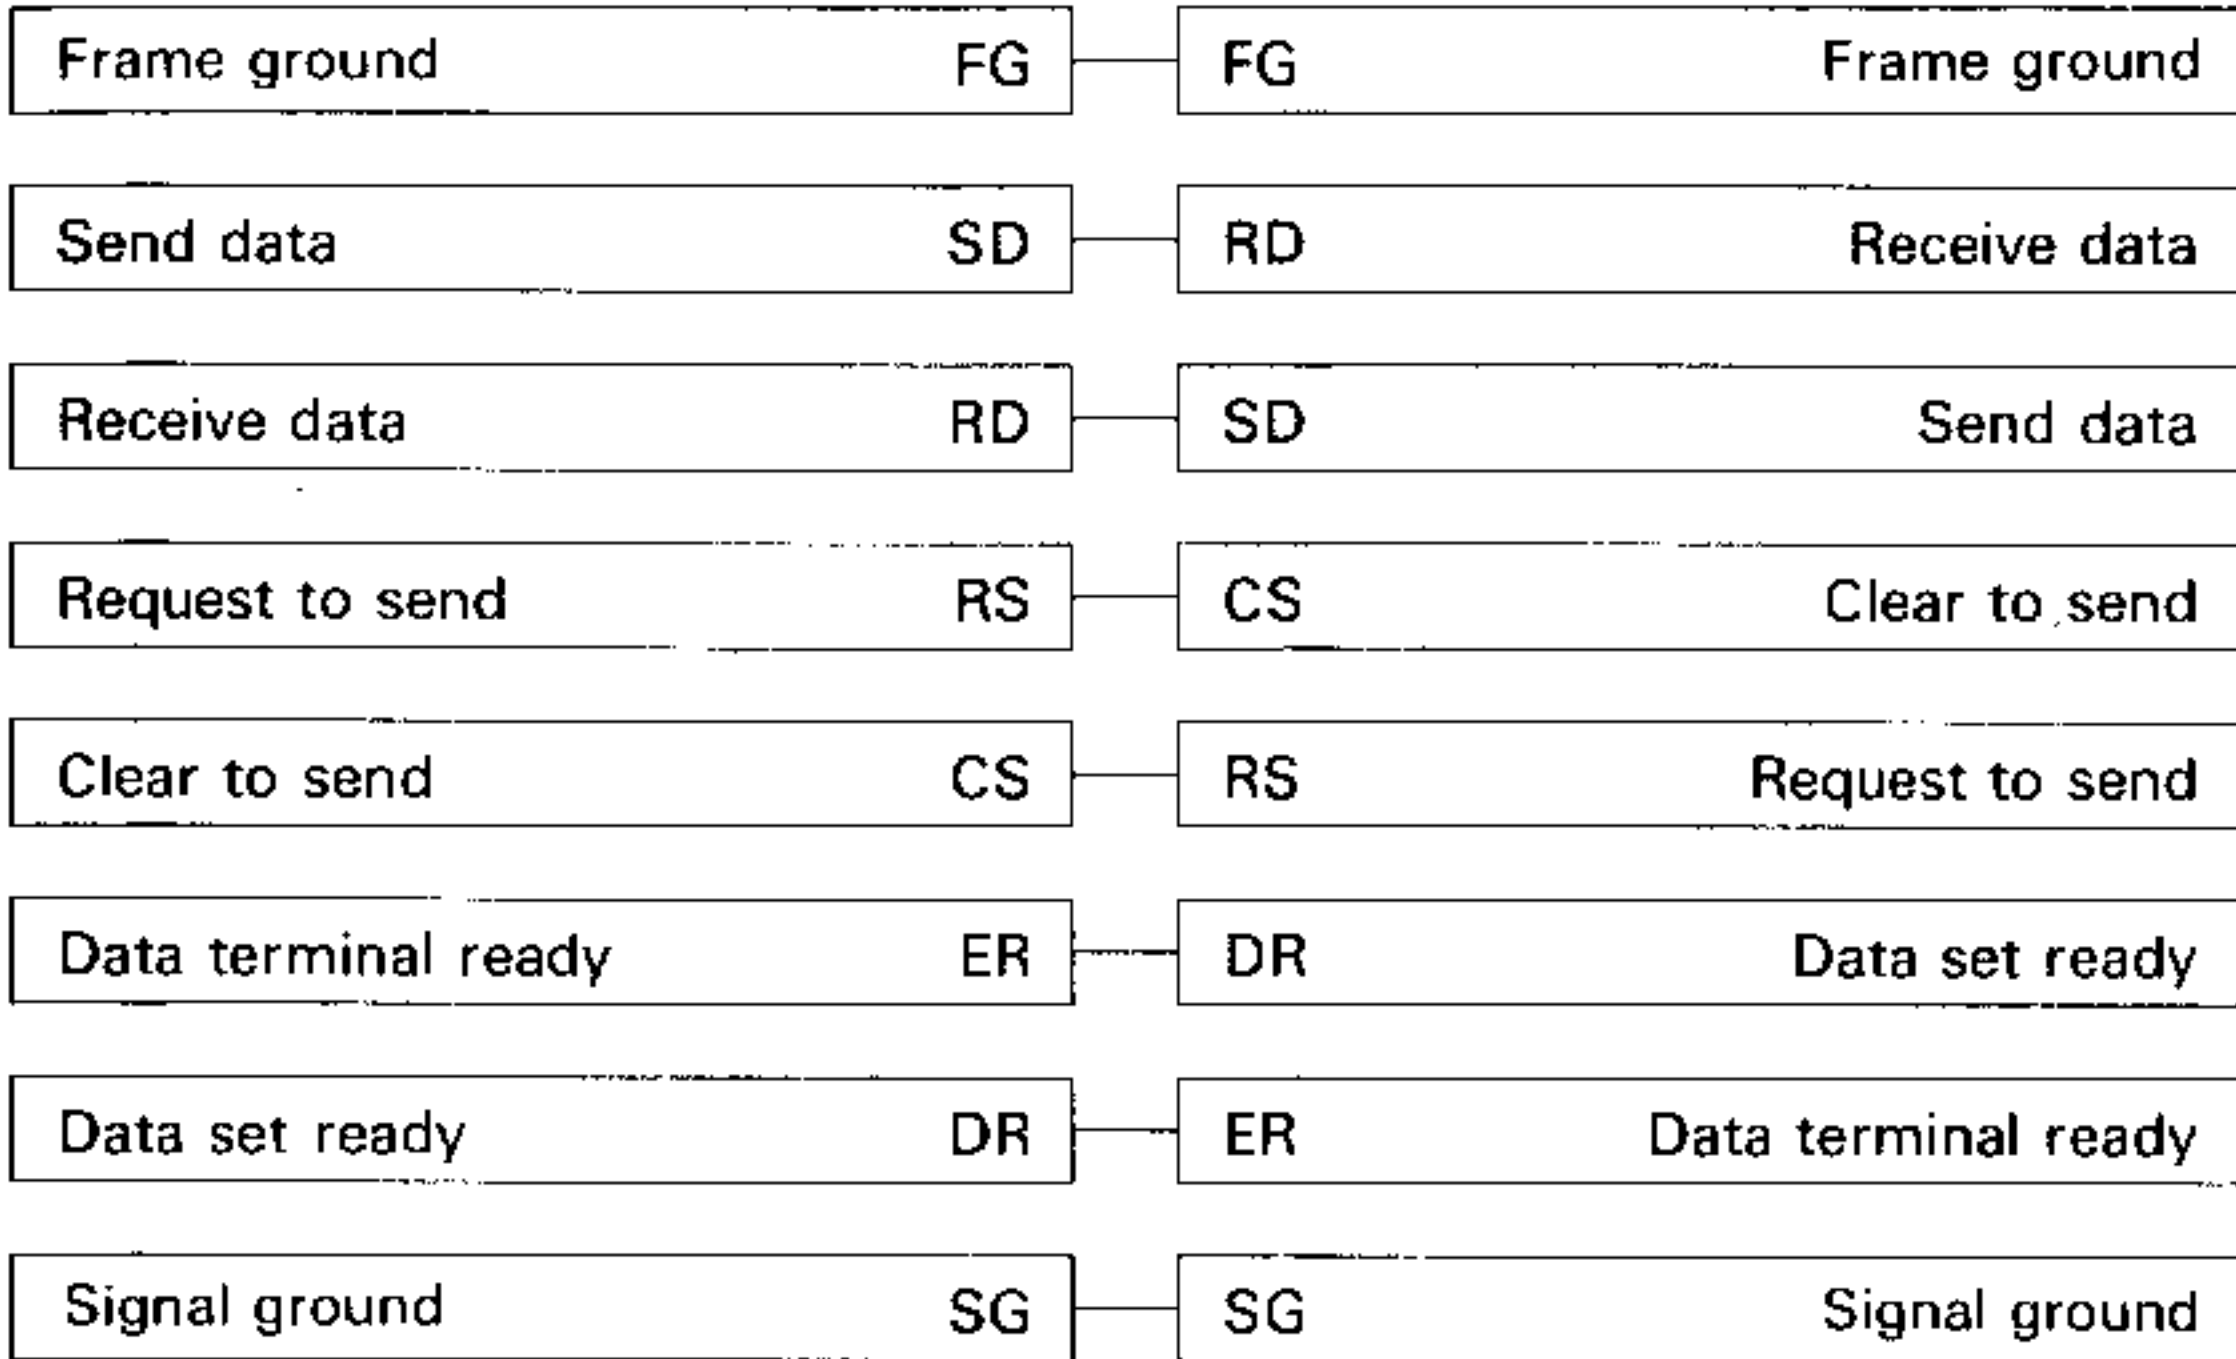 Frame ground FG FG Frame ground
Send data SD RD Receive data
Receive data RD SD Send data
Request to send RS CS Clear to send
Clear to send CS RS Request to send
Data terminal ready ER DR Data set ready
Data set ready DR ER Data terminal ready
Signal ground SG SG Signal ground